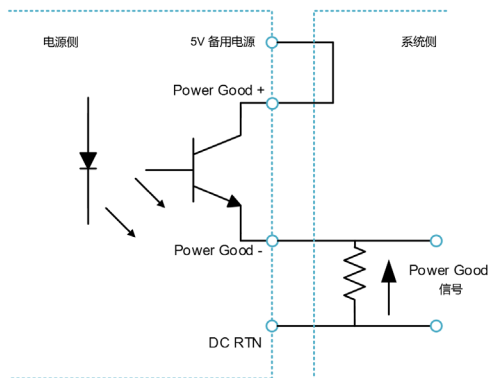 电源侧
5V 备用电源
系统侧
Power Good +
Power Good -
Power Good
信号
DC RTN